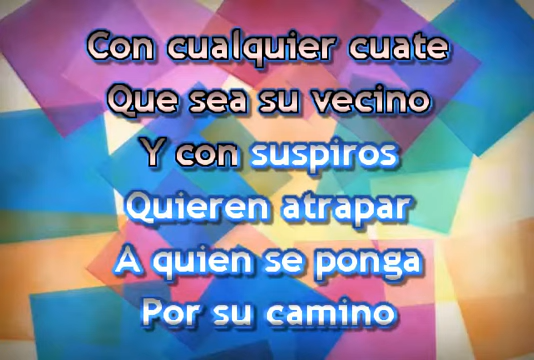 Con cualquier cuate
Que sea su vecino
Y con suspiros
Quieren atrapar
A quien se ponga
Por su camino